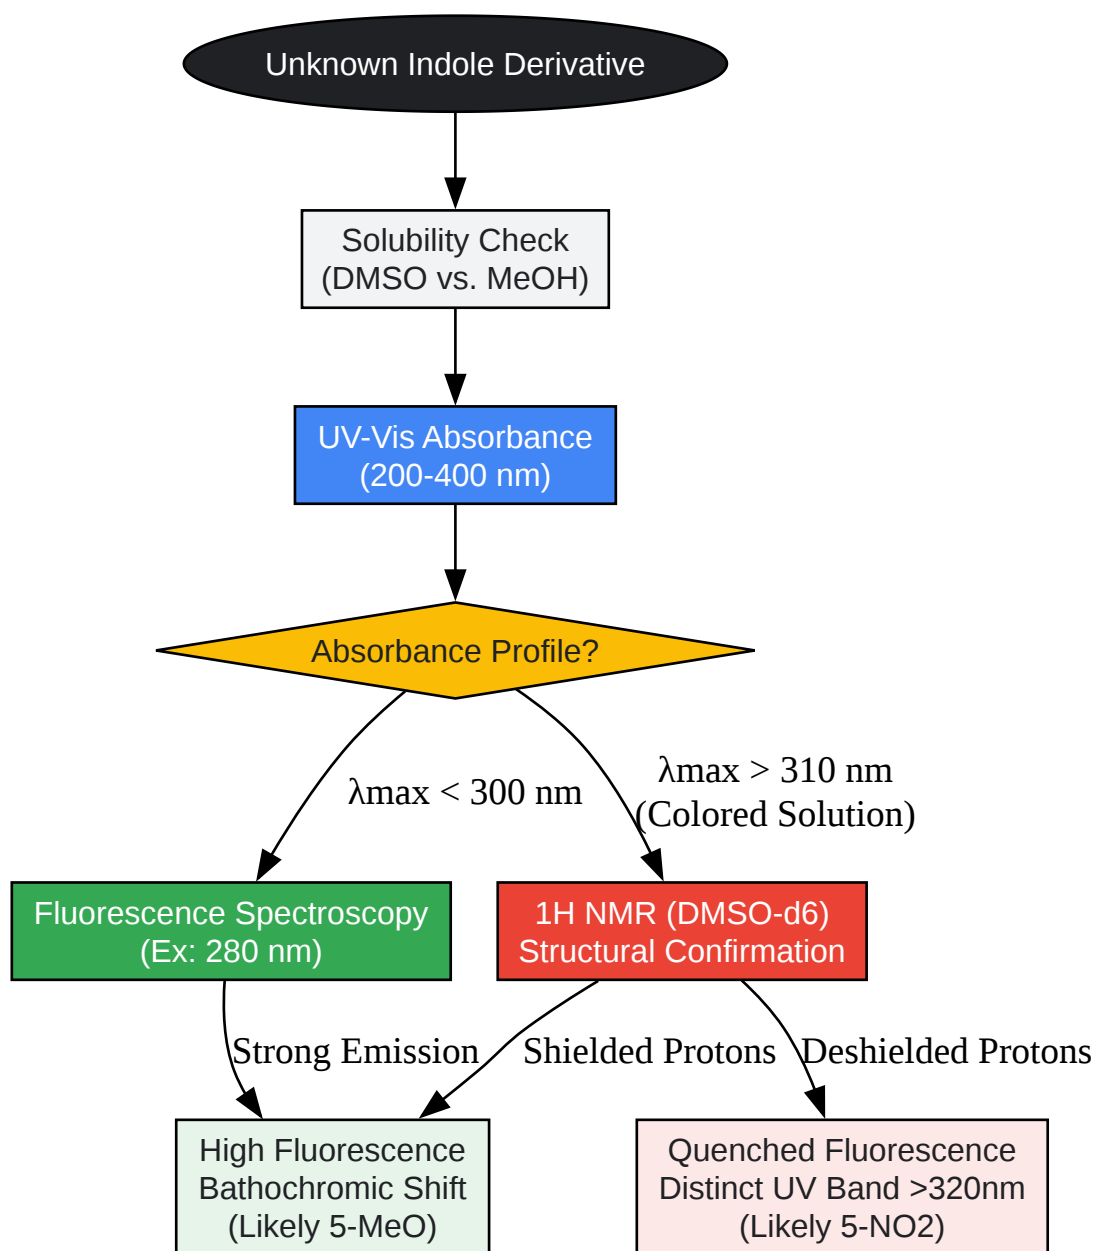 Unknown Indole Derivative
Solubility Check
(DMSO vs. MeOH)
UV-Vis Absorbance
(200-400 nm)
Absorbance Profile?
λmax < 300 nm
λmax > 310 nm
(Colored Solution)
Fluorescence Spectroscopy
(Ex: 280 nm)
1H NMR (DMSO-d6)
Structural Confirmation
Strong Emission
Shielded Protons
Deshielded Protons
High Fluorescence
Bathochromic Shift
(Likely 5-MeO)
Quenched Fluorescence
Distinct UV Band >320nm
(Likely 5-NO2)